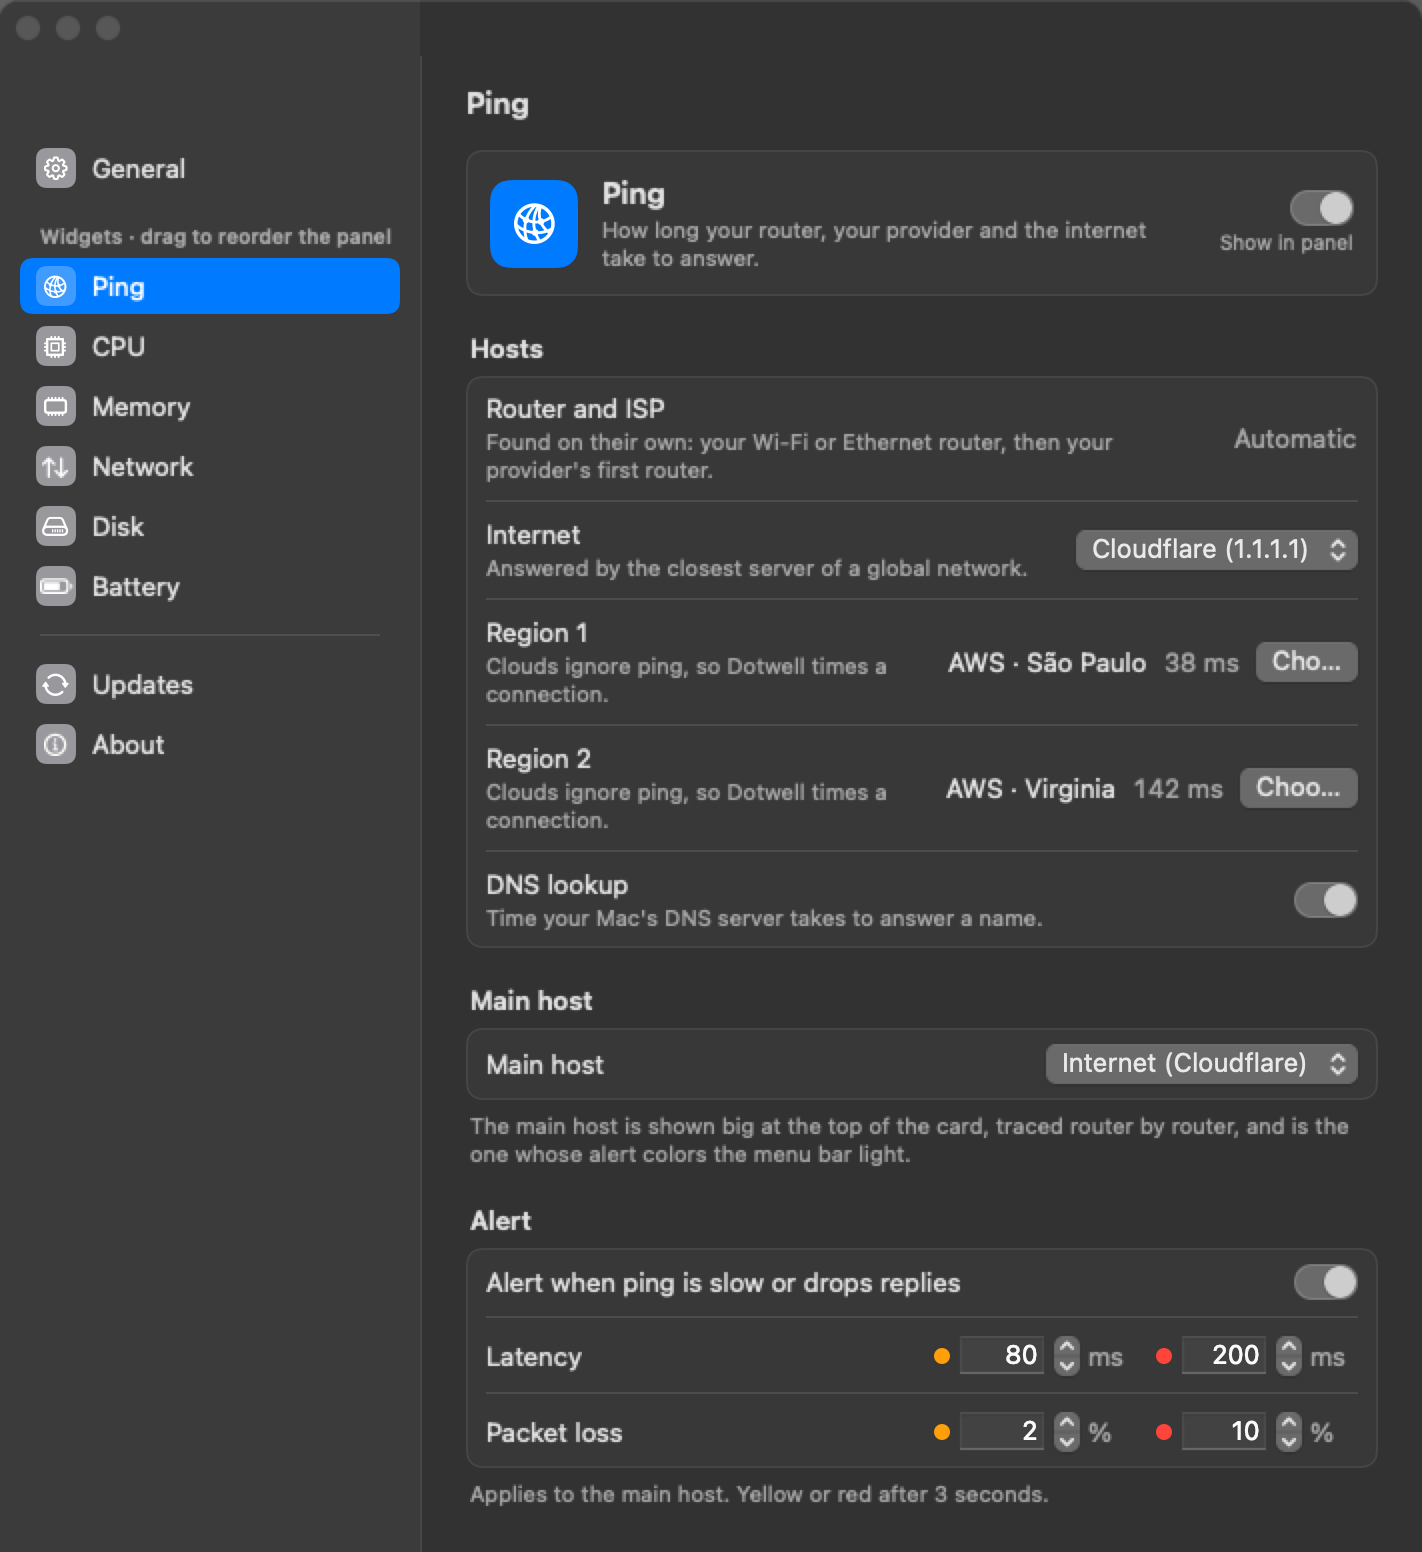 General
Widgets · drag to reorder the panel
Ping
CPU
Memory
Network
Disk
Battery
Updates
About
Ping
Ping
How long your router, your provider and the internet
take to answer.
Show in panel
Hosts
Router and ISP
Found on their own: your Wi-Fi or Ethernet router, then your
provider's first router.
Automatic
Internet
Answered by the closest server of a global network.
Cloudflare (1.1.1.1)
Region 1
Clouds ignore ping, so Dotwell times a
connection.
AWS · São Paulo 38 ms Cho...
Region 2
Clouds ignore ping, so Dotwell times a
connection.
AWS · Virginia 142 ms Choo...
DNS lookup
Time your Mac's DNS server takes to answer a name.
Main host
Main host Internet (Cloudflare)
The main host is shown big at the top of the card, traced router by router, and is the
one whose alert colors the menu bar light.
Alert
Alert when ping is slow or drops replies
Latency 80 ms 200 ms
Packet loss 2 % 10 %
Applies to the main host. Yellow or red after 3 seconds.